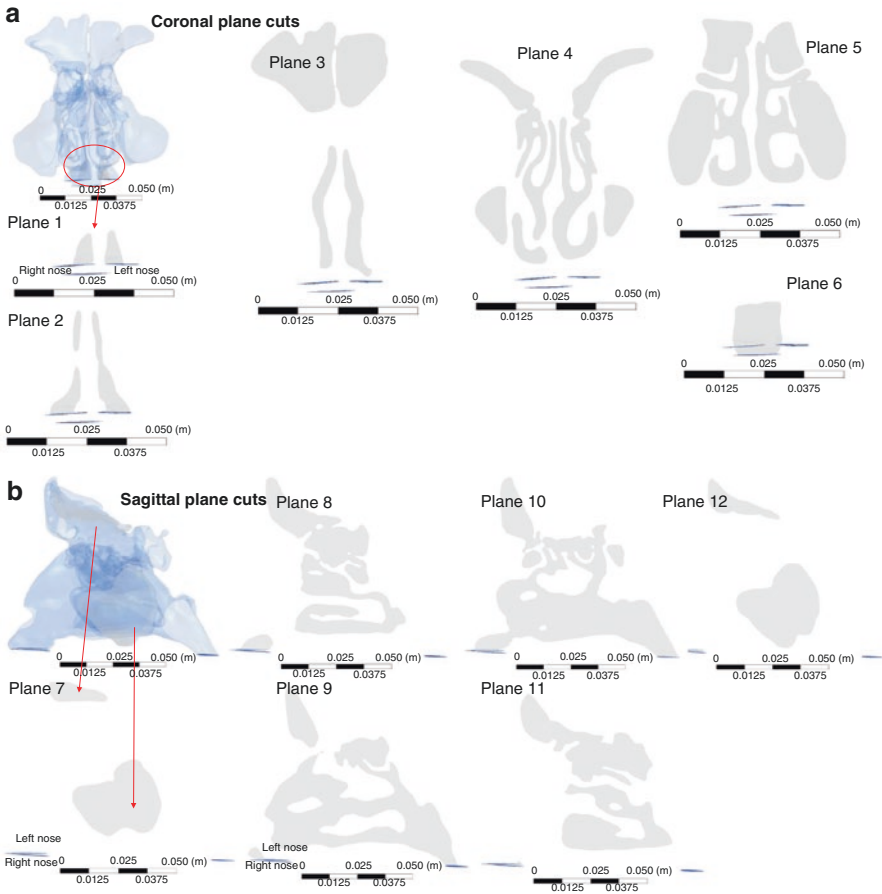 a
Coronal plane cuts
0 0.025 0.050 (m)
0.0125 0.0375
Plane 1
Right nose Left nose
0 0.025 0.050 (m)
0.0125 0.0375
Plane 2
0 0.025 0.050 (m)
0.0125 0.0375
Plane 3
0 0.025 0.050 (m)
0.0125 0.0375
Plane 4
0 0.025 0.050 (m)
0.0125 0.0375
Plane 5
0 0.025 0.050 (m)
0.0125 0.0375
Plane 6
0 0.025 0.050 (m)
0.0125 0.0375
b
Sagittal plane cuts
0 0.025 0.050 (m)
0.0125 0.0375
Plane 8
0 0.025 0.050 (m)
0.0125 0.0375
Plane 10
0 0.025 0.050 (m)
0.0125 0.0375
Plane 12
0 0.025 0.050 (m)
0.0125 0.0375
Plane 7
Left nose
Right nose
0 0.025 0.050 (m)
0.0125 0.0375
Plane 9
Left nose
Right nose
0 0.025 0.050 (m)
0.0125 0.0375
Plane 11
0 0.025 0.050 (m)
0.0125 0.0375